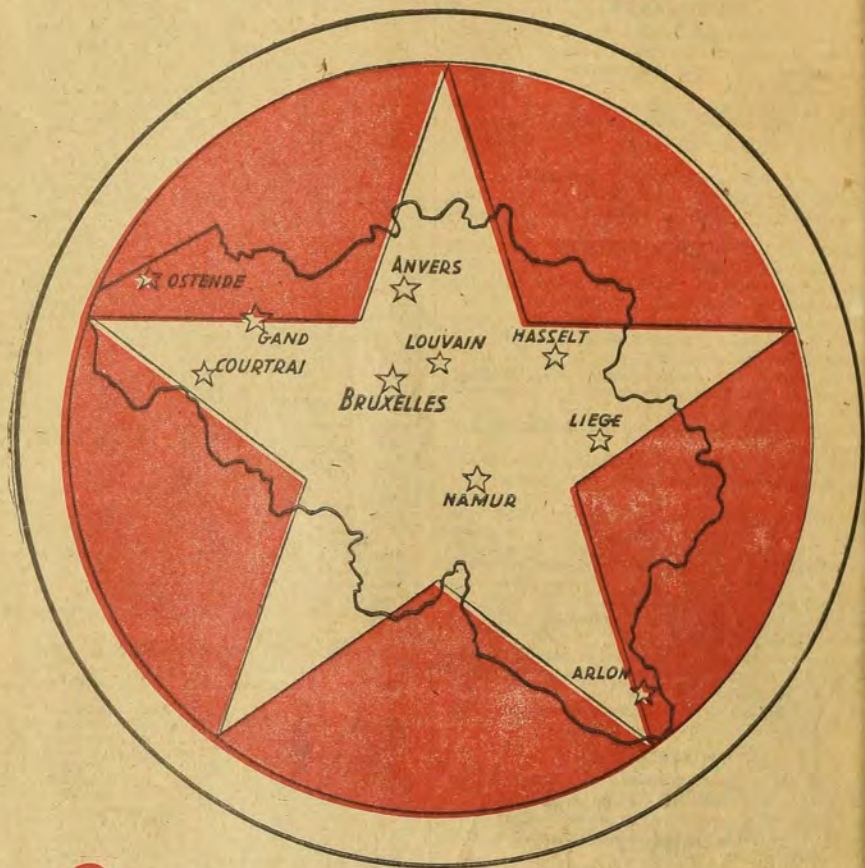 ANVERS
OSTENDE
GAND
LOUVAIN
HASSELT
COURTRAI
BRUXELLES
LIEGE
NAMUR
ARLON